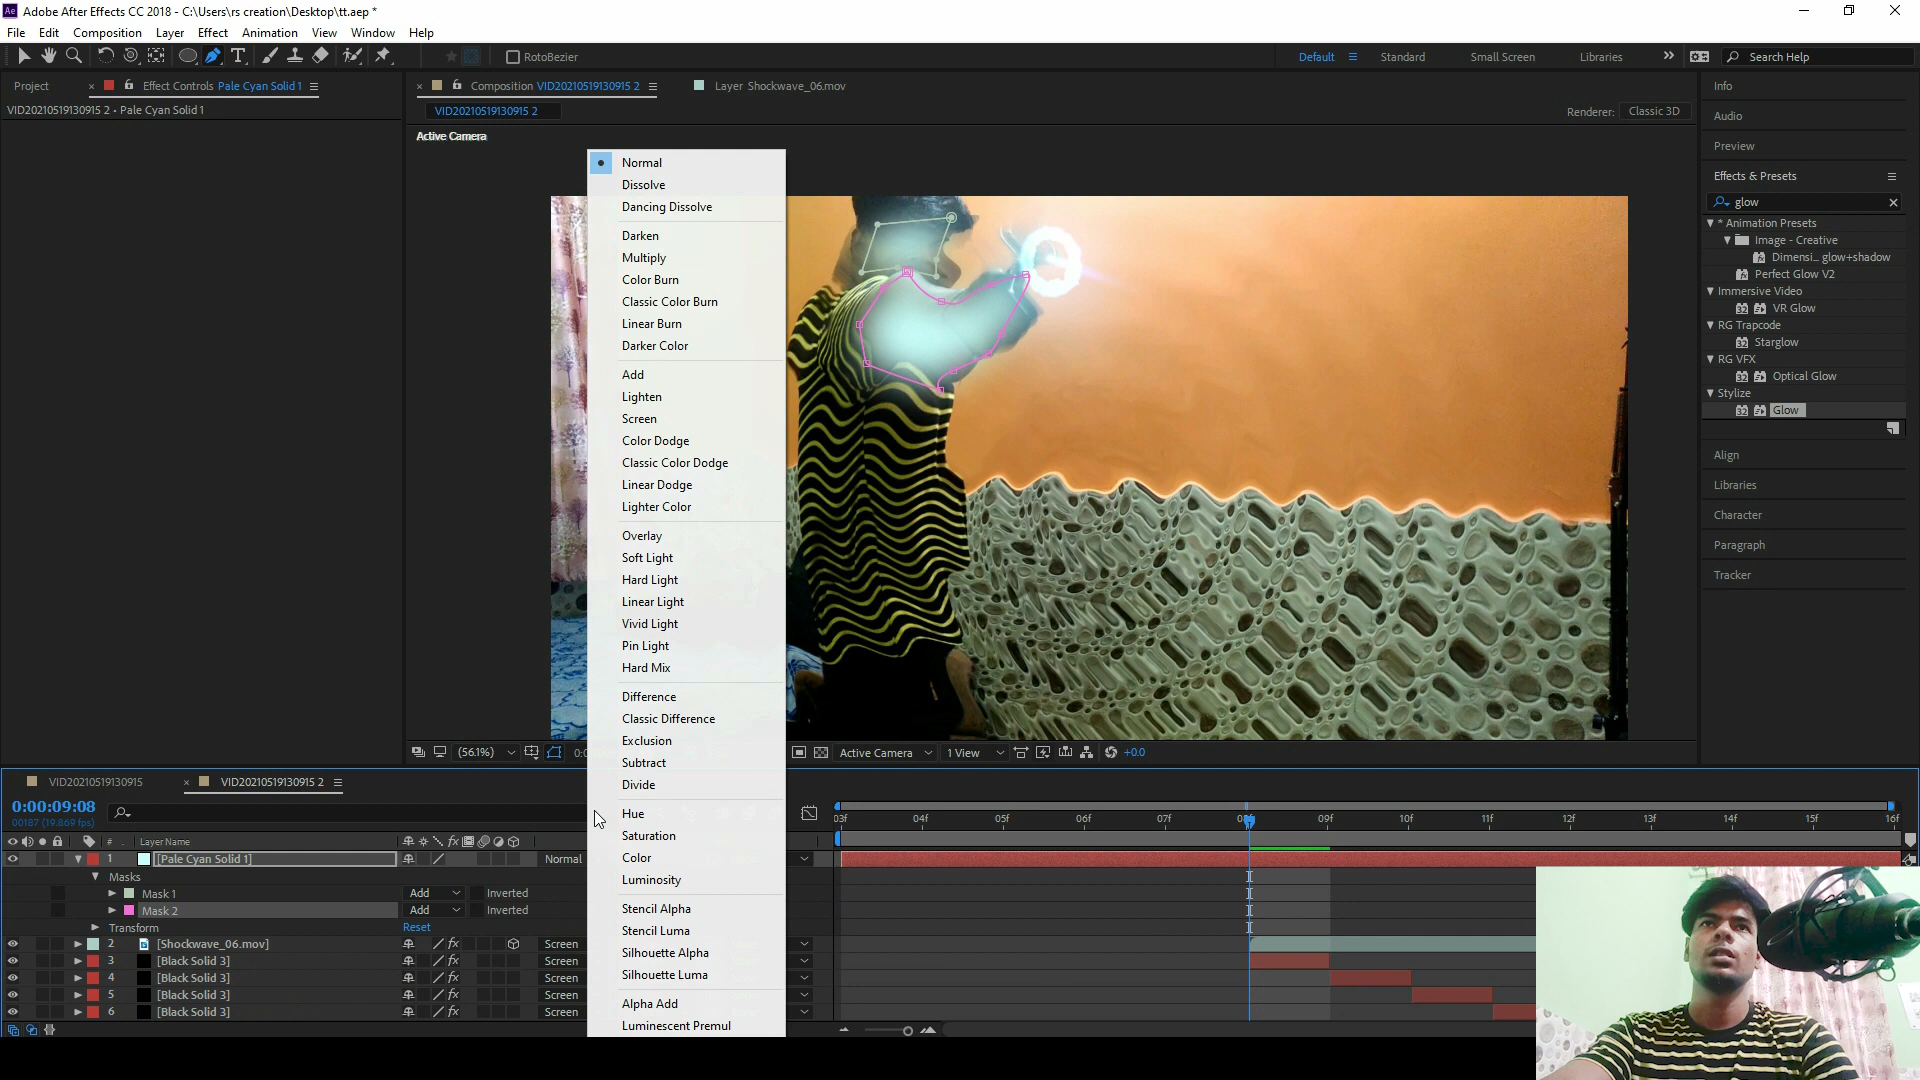 Adobe After Effects CC 2018 - C:\Users\rs creation\Desktop\tt.aep *
File Edit Composition Layer Effect Animation View Window Help
RotoBezier
Default Standard Small Screen Libraries Search Help
Project Effect Controls Pale Cyan Solid 1
VID20210519130915 2 • Pale Cyan Solid 1
Composition VID20210519130915 2
Layer Shockwave_06.mov
VID20210519130915 2
Renderer: Classic 3D
Active Camera
Normal
Dissolve
Dancing Dissolve
Darken
Multiply
Color Burn
Classic Color Burn
Linear Burn
Darker Color
Add
Lighten
Screen
Color Dodge
Classic Color Dodge
Linear Dodge
Lighter Color
Overlay
Soft Light
Hard Light
Linear Light
Vivid Light
Pin Light
Hard Mix
Difference
Classic Difference
Exclusion
Subtract
Divide
Hue
Saturation
Color
Luminosity
Stencil Alpha
Stencil Luma
Silhouette Alpha
Silhouette Luma
Alpha Add
Luminescent Premul
Info
Audio
Preview
Effects & Presets
glow
* Animation Presets
Image - Creative
Dimensi... glow+shadow
Perfect Glow V2
Immersive Video
VR Glow
RG Trapcode
Starglow
RG VFX
Optical Glow
Stylize
Glow
Align
Libraries
Character
Paragraph
Tracker
(56.1%) Active Camera 1 View +0.0
VID20210519130915 VID20210519130915 2
0:00:09:08
00187 (19.869 fps)
03f 04f 05f 06f 07f 09f 10f 11f 12f 13f 14f 15f 16f
# Layer Name
1 [Pale Cyan Solid 1] Normal
Masks
Mask 1 Add Inverted
Mask 2 Add Inverted
Transform Reset
2 [Shockwave_06.mov] Screen
3 [Black Solid 3] Screen
4 [Black Solid 3] Screen
5 [Black Solid 3] Screen
6 [Black Solid 3] Screen